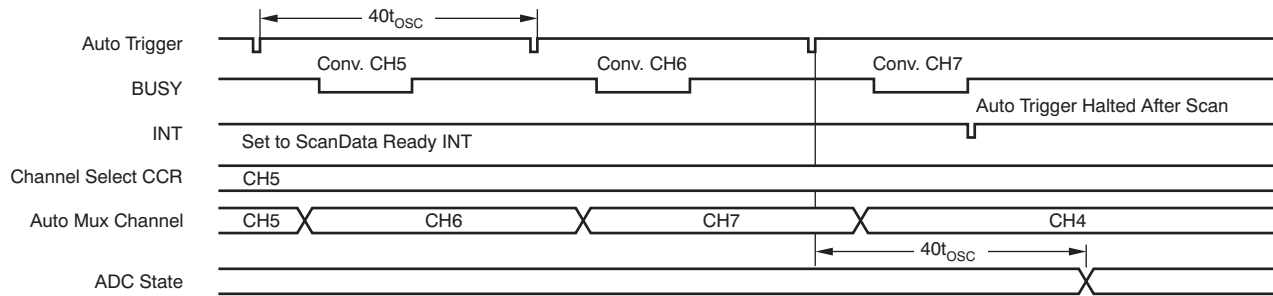 40tOSC
Auto Trigger
Conv. CH5 Conv. CH6 Conv. CH7
BUSY
Auto Trigger Halted After Scan
INT
Set to ScanData Ready INT
Channel Select CCR
CH5
Auto Mux Channel
CH5 CH6 CH7 CH4
40tOSC
ADC State